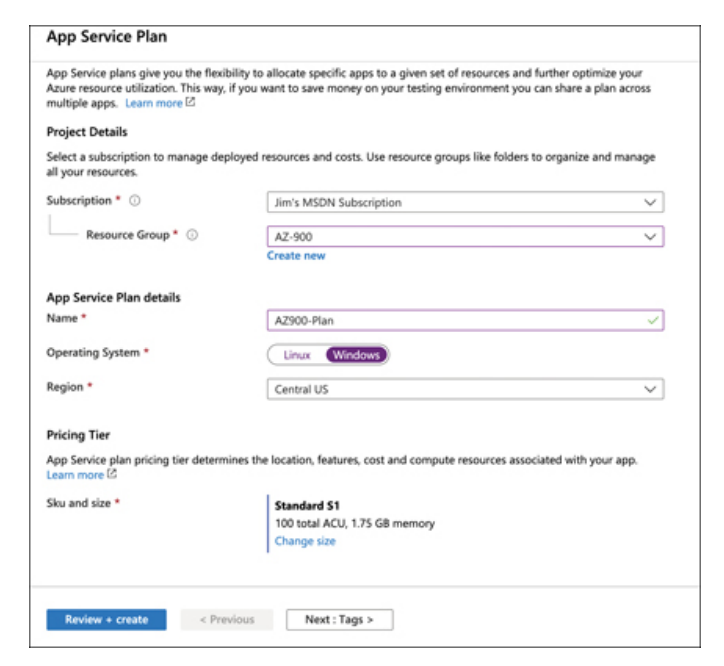 App Service Plan
App Service plans give you the flexibility to allocate specific apps to a given set of resources and further optimize your
Azure resource utilization. This way, if you want to save money on your testing environment you can share a plan across
multiple apps. Learn more
Project Details
Select a subscription to manage deployed resources and costs. Use resource groups like folders to organize and manage
all your resources.
Subscription *
Jim's MSDN Subscription
Resource Group *
AZ-900
Create new
App Service Plan details
Name *
AZ900-Plan
Operating System *
Linux Windows
Region *
Central US
Pricing Tier
App Service plan pricing tier determines the location, features, cost and compute resources associated with your app.
Learn more
Sku and size *
Standard S1
100 total ACU, 1.75 GB memory
Change size
Review + create < Previous Next : Tags >